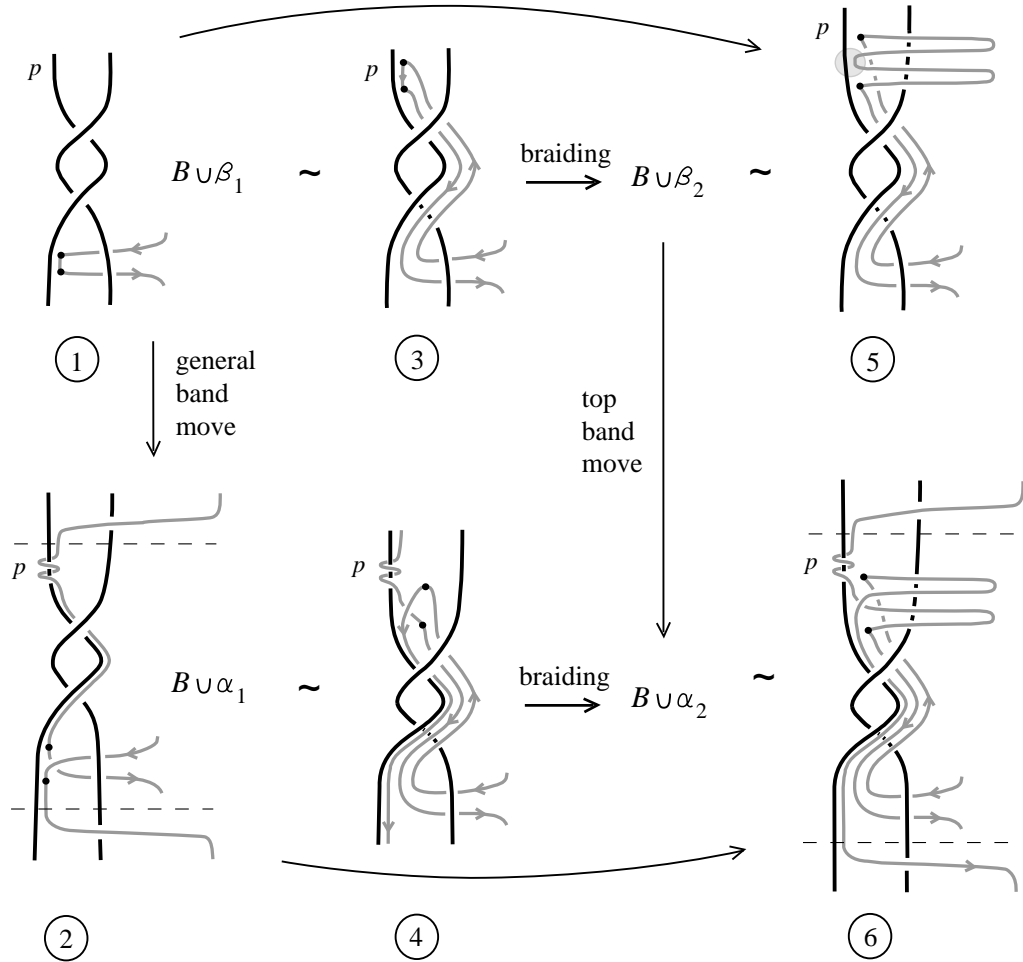 p
p
p
B ∪ β₁
~
braiding
B ∪ β₂
~
1
3
5
general
band
move
top
band
move
p
p
p
B ∪ α₁
~
braiding
B ∪ α₂
~
2
4
6